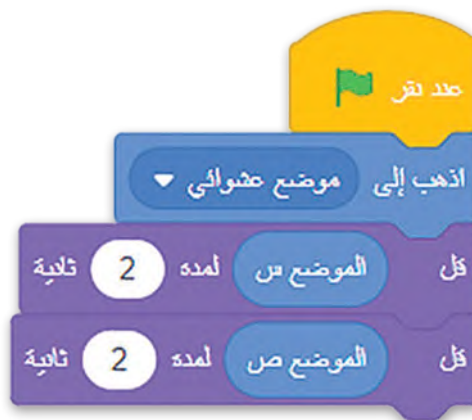 عند نقر
اذهب إلى موضع عشوائي
قل الموضع س لمدة 2 ثانية
قل الموضع ص لمدة 2 ثانية